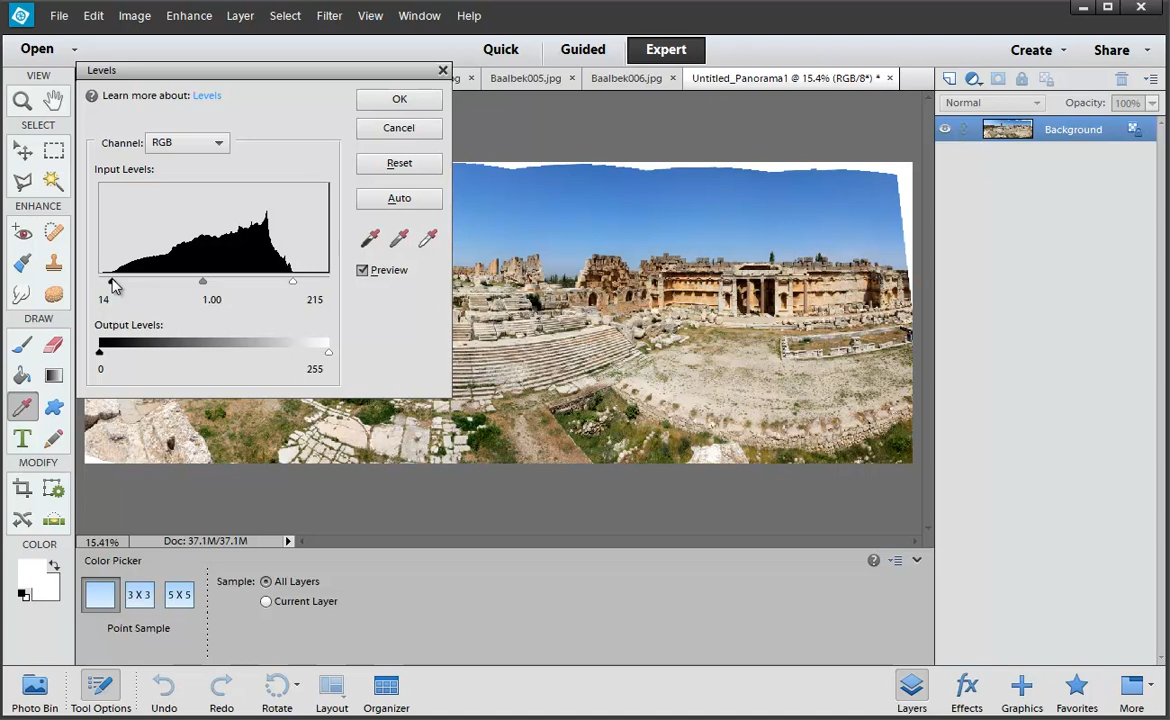 File Edit Image Enhance Layer Select Filter View Window Help
Open Quick Guided Expert Create Share
VIEW
SELECT
ENHANCE
DRAW
MODIFY
COLOR
Levels
Learn more about: Levels
Channel: RGB
Input Levels:
14 1.00 215
Output Levels:
0 255
OK
Cancel
Reset
Auto
Preview
pg × Baalbek005.jpg × Baalbek006.jpg × Untitled_Panorama1 @ 15.4% (RGB/8*) * ×
Normal Opacity: 100%
Background
15.41% Doc: 37.1M/37.1M
Color Picker
3 X 3 5 X 5
Point Sample
Sample: All Layers
Current Layer
Photo Bin Tool Options Undo Redo Rotate Layout Organizer Layers Effects Graphics Favorites More